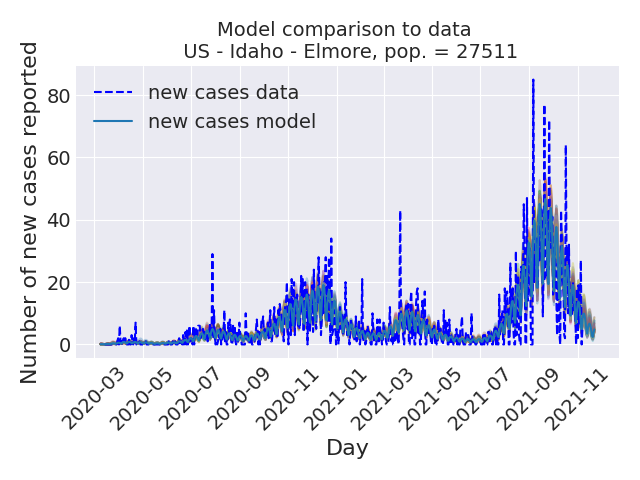 Model comparison to data
US - Idaho - Elmore, pop. = 27511
Number of new cases reported
80
60
40
20
0
new cases data
new cases model
2020-03
2020-05
2020-07
2020-09
2020-11
2021-01
2021-03
2021-05
2021-07
2021-09
2021-11
Day